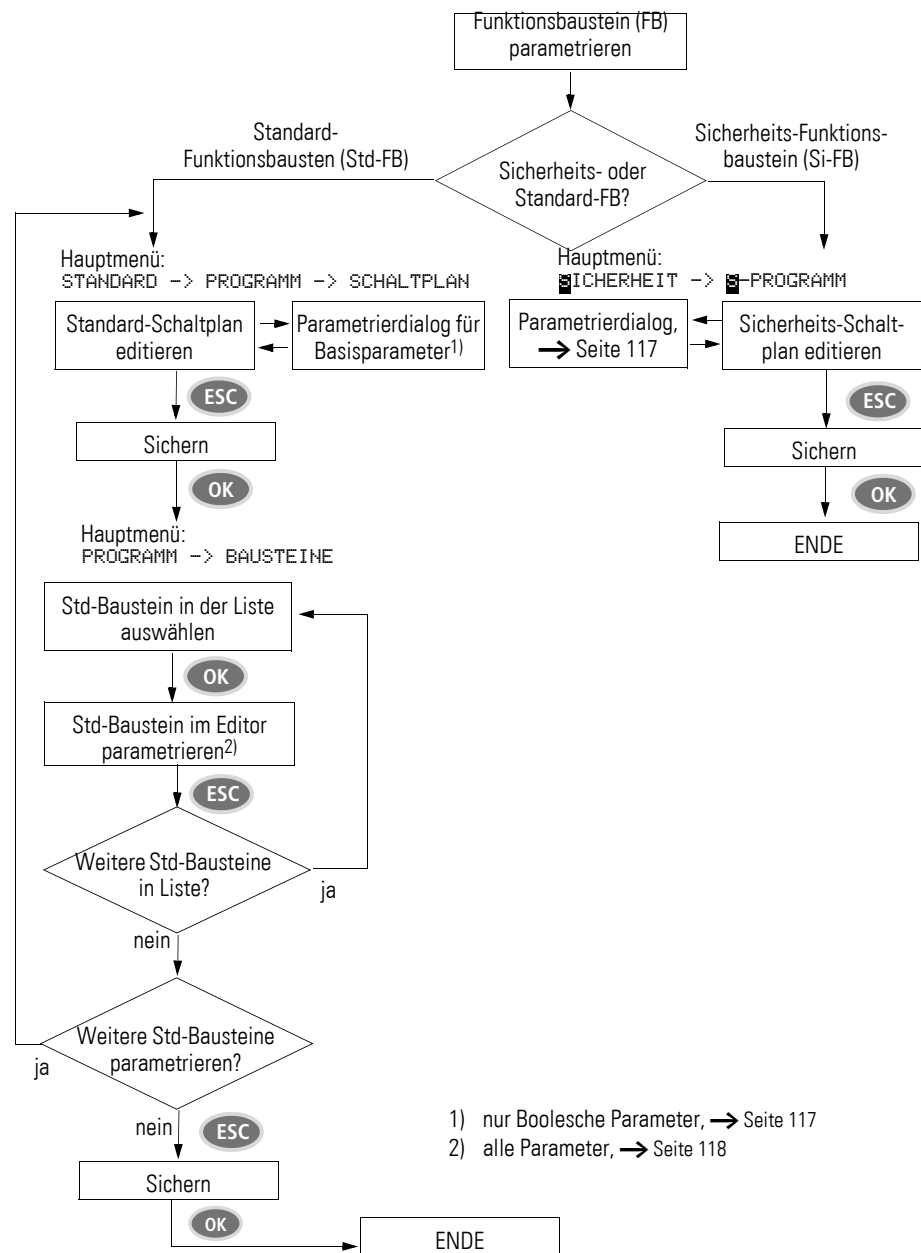 Funktionsbaustein (FB)
parametrieren
Standard-
Funktionsbausten (Std-FB)
Sicherheits-Funktions-
baustein (Si-FB)
Sicherheits- oder
Standard-FB?
Hauptmenü:
STANDARD -> PROGRAMM -> SCHALTPLAN
Hauptmenü:
SICHERHEIT -> S-PROGRAMM
Standard-Schaltplan
editieren
Parametrierdialog für
Basisparameter1)
Parametrierdialog,
→ Seite 117
Sicherheits-Schalt-
plan editieren
ESC
ESC
Sichern
Sichern
OK
OK
Hauptmenü:
PROGRAMM -> BAUSTEINE
ENDE
Std-Baustein in der Liste
auswählen
OK
Std-Baustein im Editor
parametrieren2)
ESC
Weitere Std-Bausteine
in Liste?
ja
nein
Weitere Std-Bausteine
parametrieren?
ja
nein
ESC
1) nur Boolesche Parameter, → Seite 117
2) alle Parameter, → Seite 118
Sichern
OK
ENDE